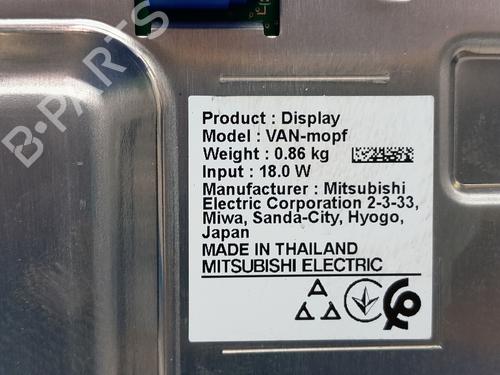 Product : Display
Model : VAN-mopf
Weight : 0.86 kg
Input : 18.0 W
Manufacturer : Mitsubishi
Electric Corporation 2-3-33,
Miwa, Sanda-City, Hyogo,
Japan
MADE IN THAILAND
MITSUBISHI ELECTRIC
B-PARTS
B-PARTS